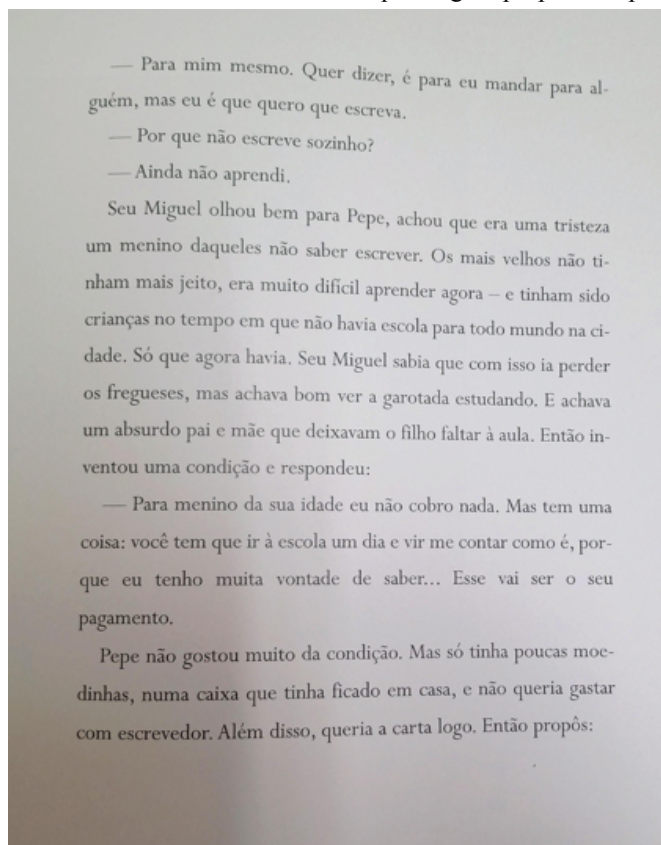 — Para mim mesmo. Quer dizer, é para eu mandar para al-
guém, mas eu é que quero que escreva.
— Por que não escreve sozinho?
— Ainda não aprendi.
Seu Miguel olhou bem para Pepe, achou que era uma tristeza
um menino daqueles não saber escrever. Os mais velhos não ti-
nham mais jeito, era muito difícil aprender agora – e tinham sido
crianças no tempo em que não havia escola para todo mundo na ci-
dade. Só que agora havia. Seu Miguel sabia que com isso ia perder
os fregueses, mas achava bom ver a garotada estudando. E achava
um absurdo pai e mãe que deixavam o filho faltar à aula. Então in-
ventou uma condição e respondeu:
— Para menino da sua idade eu não cobro nada. Mas tem uma
coisa: você tem que ir à escola um dia e vir me contar como é, por-
que eu tenho muita vontade de saber... Esse vai ser o seu
pagamento.
Pepe não gostou muito da condição. Mas só tinha poucas moe-
dinhas, numa caixa que tinha ficado em casa, e não queria gastar
com escrevedor. Além disso, queria a carta logo. Então propôs: